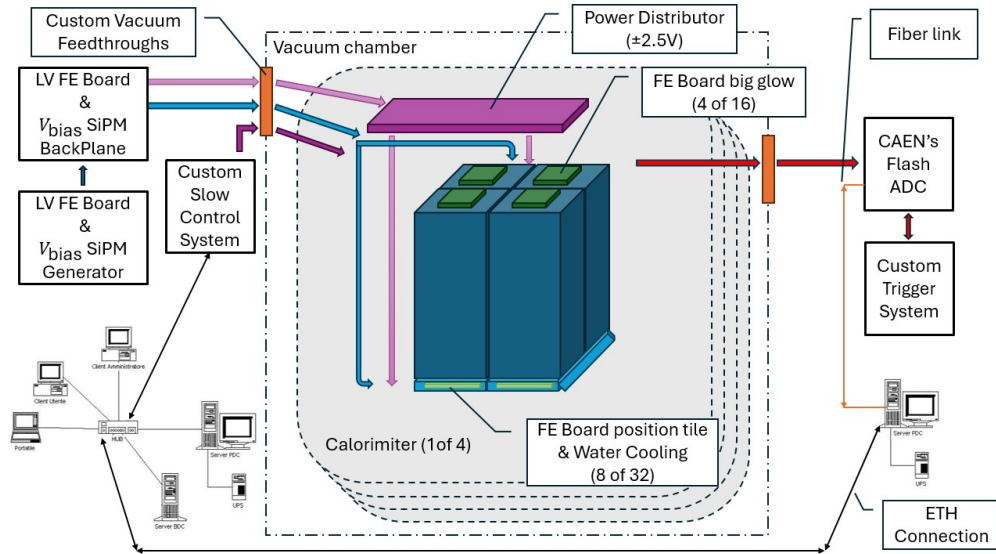 Custom Vacuum
Feedthroughs
Vacuum chamber
Power Distributor
(±2.5V)
Fiber link
FE Board big glow
(4 of 16)
LV FE Board
&
Vbias SiPM
BackPlane
LV FE Board
&
Vbias SiPM
Generator
Custom
Slow
Control
System
CAEN's
Flash
ADC
Custom
Trigger
System
Client Amministratore
Client Utente
Portable
HUB
Server PDC
UPS
Server BDC
Calorimiter (1of 4)
FE Board position tile
& Water Cooling
(8 of 32)
Server PDC
UPS
ETH
Connection